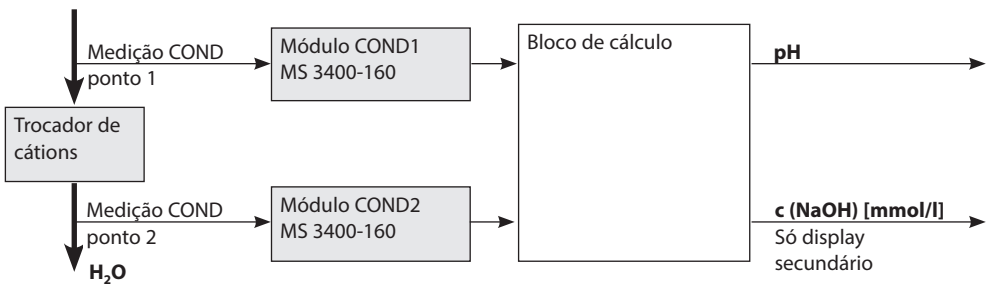 Medição COND
ponto 1
Módulo COND1
MS 3400-160
Bloco de cálculo
pH
Trocador de
cátions
Medição COND
ponto 2
Módulo COND2
MS 3400-160
c (NaOH) [mmol/l]
Só display
secundário
H₂O